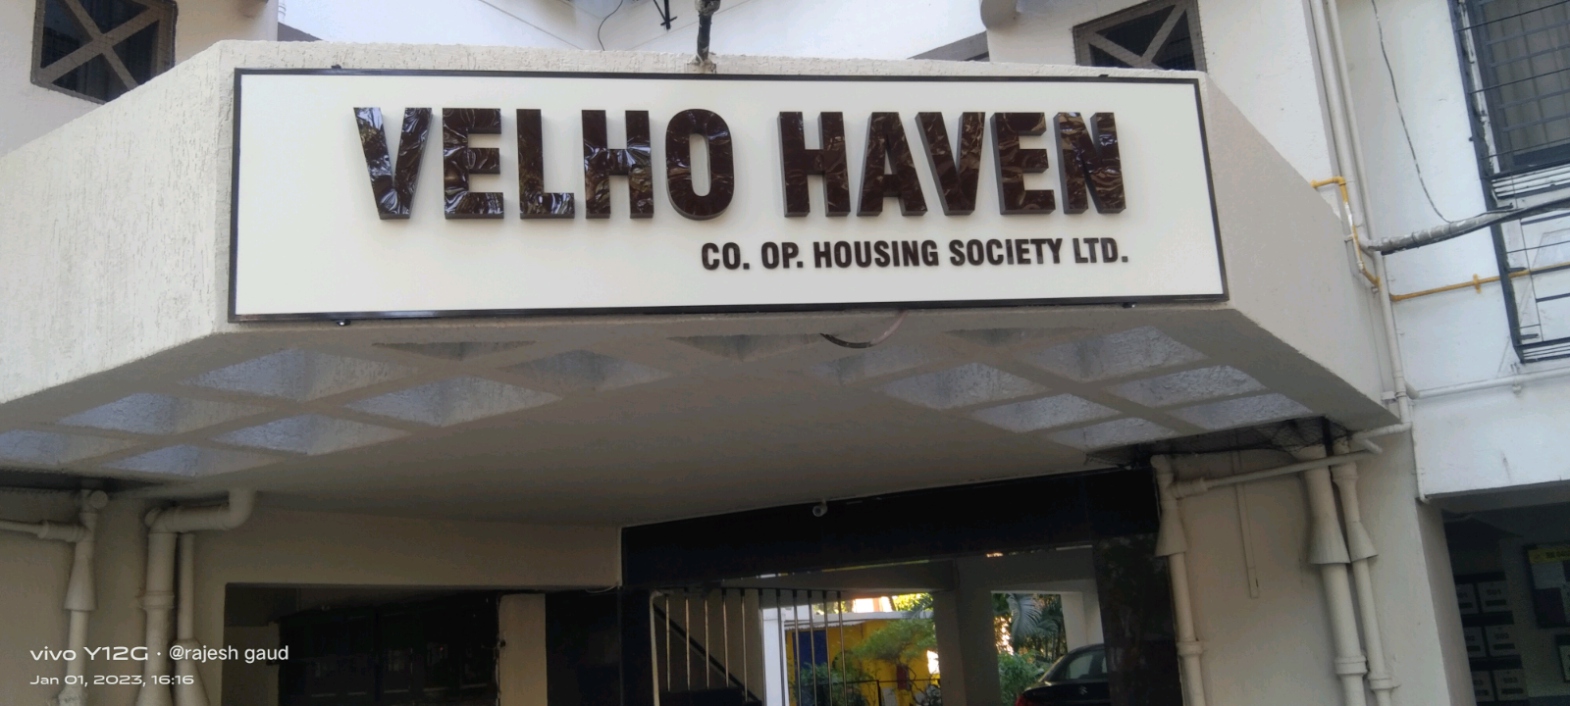 VELHO HAVEN
CO. OP. HOUSING SOCIETY LTD.
vivo Y12G · @rajesh gaud
Jan 01, 2023, 16:16